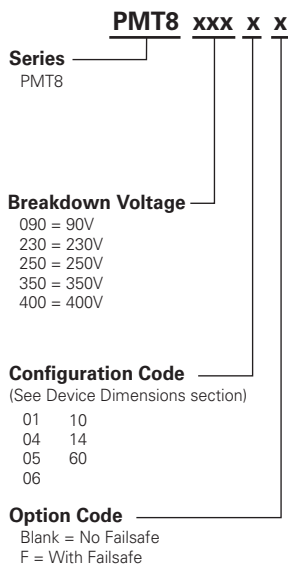 PMT8 xxx x x
Series
PMT8
Breakdown Voltage
090 = 90V
230 = 230V
250 = 250V
350 = 350V
400 = 400V
Configuration Code
(See Device Dimensions section)
01 10
04 14
05 60
06
Option Code
Blank = No Failsafe
F = With Failsafe